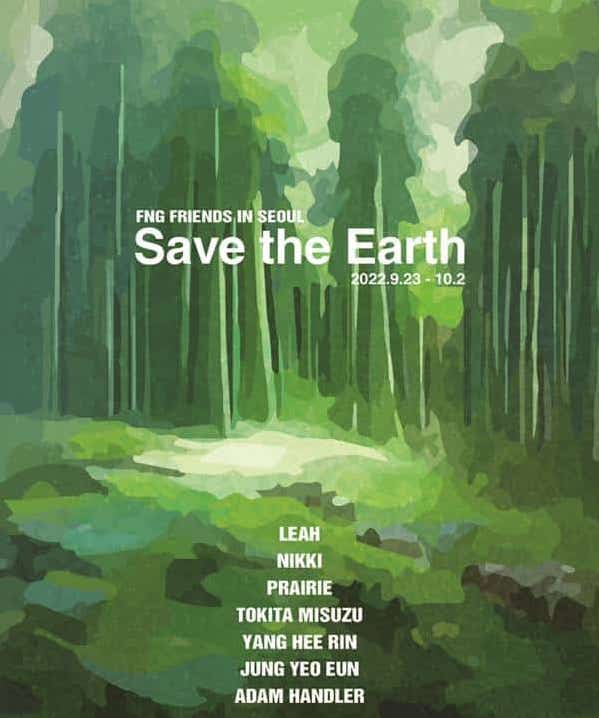 FNG FRIENDS IN SEOUL
Save the Earth
2022.9.23 - 10.2
LEAH
NIKKI
PRAIRIE
TOKITA MISUZU
YANG HEE RIN
JUNG YEO EUN
ADAM HANDLER